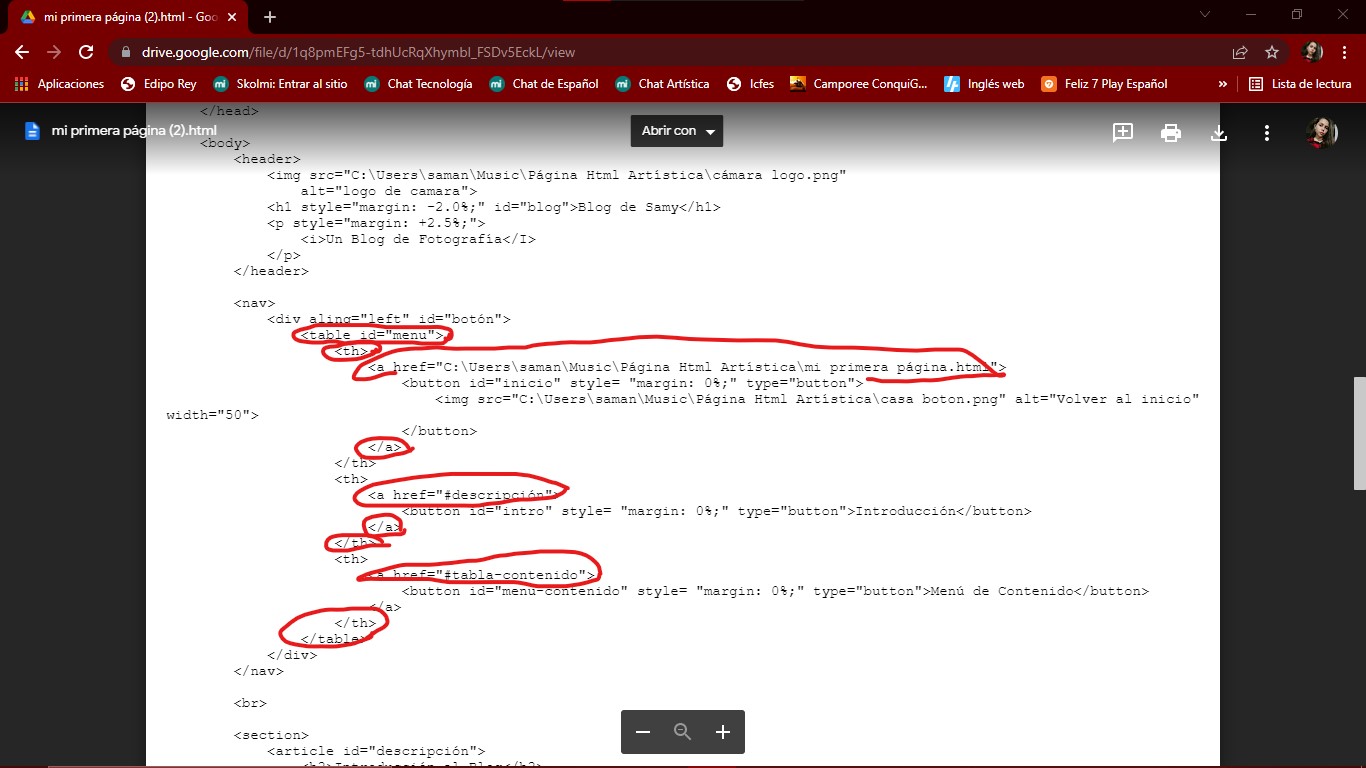 mi primera página (2).html - Goo
drive.google.com/file/d/1q8pmEFg5-tdhUcRqXhymbl_FSDv5EckL/view
Aplicaciones Edipo Rey Skolmi: Entrar al sitio Chat Tecnología Chat de Español Chat Artística Icfes Camporee ConquiG... Inglés web Feliz 7 Play Español » Lista de lectura
</head>
mi primera página (2).html Abrir con
<body>
<header>
<img src="C:\Users\saman\Music\Página Html Artística\cámara logo.png"
alt="logo de camara">
<h1 style="margin: -2.0%;" id="blog">Blog de Samy</h1>
<p style="margin: +2.5%;">
<i>Un Blog de Fotografía</I>
</p>
</header>
<nav>
<div aling="left" id="botón">
<table id="menu">
<th>
<a href="C:\Users\saman\Music\Página Html Artística\mi primera página.html">
<button id="inicio" style= "margin: 0%;" type="button">
<img src="C:\Users\saman\Music\Página Html Artística\casa boton.png" alt="Volver al inicio"
width="50">
</button>
</a>
</th>
<th>
<a href="#descripción">
<button id="intro" style= "margin: 0%;" type="button">Introducción</button>
</a>
</th>
<th>
<a href="#tabla-contenido">
<button id="menu-contenido" style= "margin: 0%;" type="button">Menú de Contenido</button>
</a>
</th>
</table>
</div>
</nav>
<br>
<section>
<article id="descripción">
<h2>Introducción al Blog</h2>